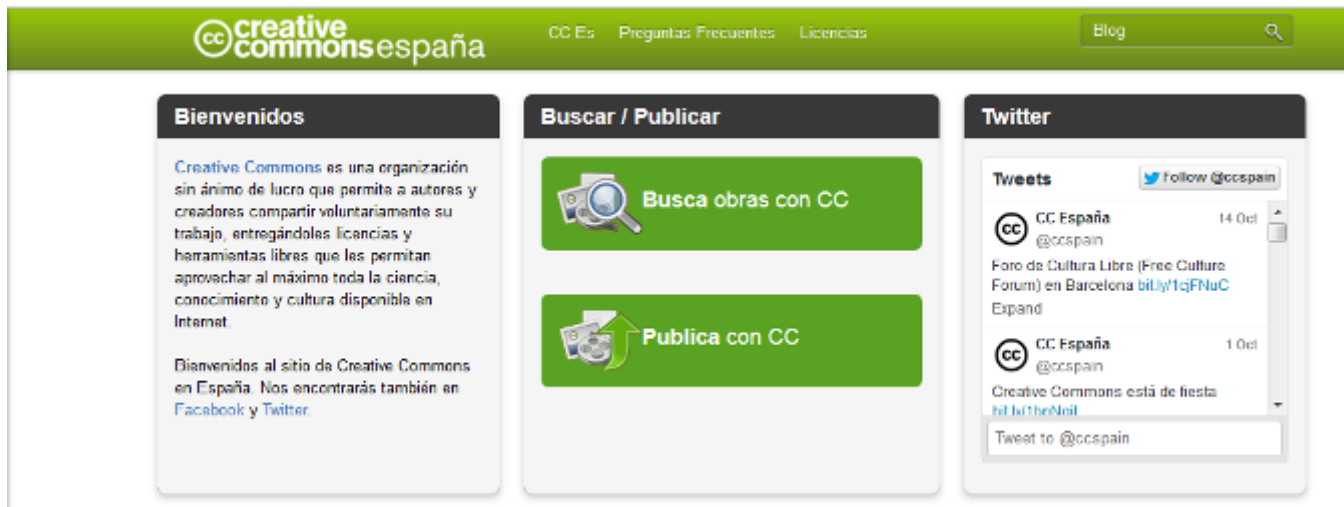 creative
commons españa
CC Es Preguntas Frecuentes Licencias
Blog
Bienvenidos
Creative Commons es una organización
sin ánimo de lucro que permite a autores y
creadores compartir voluntariamente su
trabajo, entregándoles licencias y
herramientas libres que les permitan
aprovechar al máximo toda la ciencia,
conocimiento y cultura disponible en
Internet.
Bienvenidos al sitio de Creative Commons
en España. Nos encontrarás también en
Facebook y Twitter.
Buscar / Publicar
Busca obras con CC
Publica con CC
Twitter
Tweets
Follow @ccspain
CC España 14 Oct
@ccspain
Foro de Cultura Libre (Free Culture
Forum) en Barcelona bit.ly/1cjFNuC
Expand
CC España 1 Oct
@ccspain
Creative Commons está de fiesta
Tweet to @ccspain